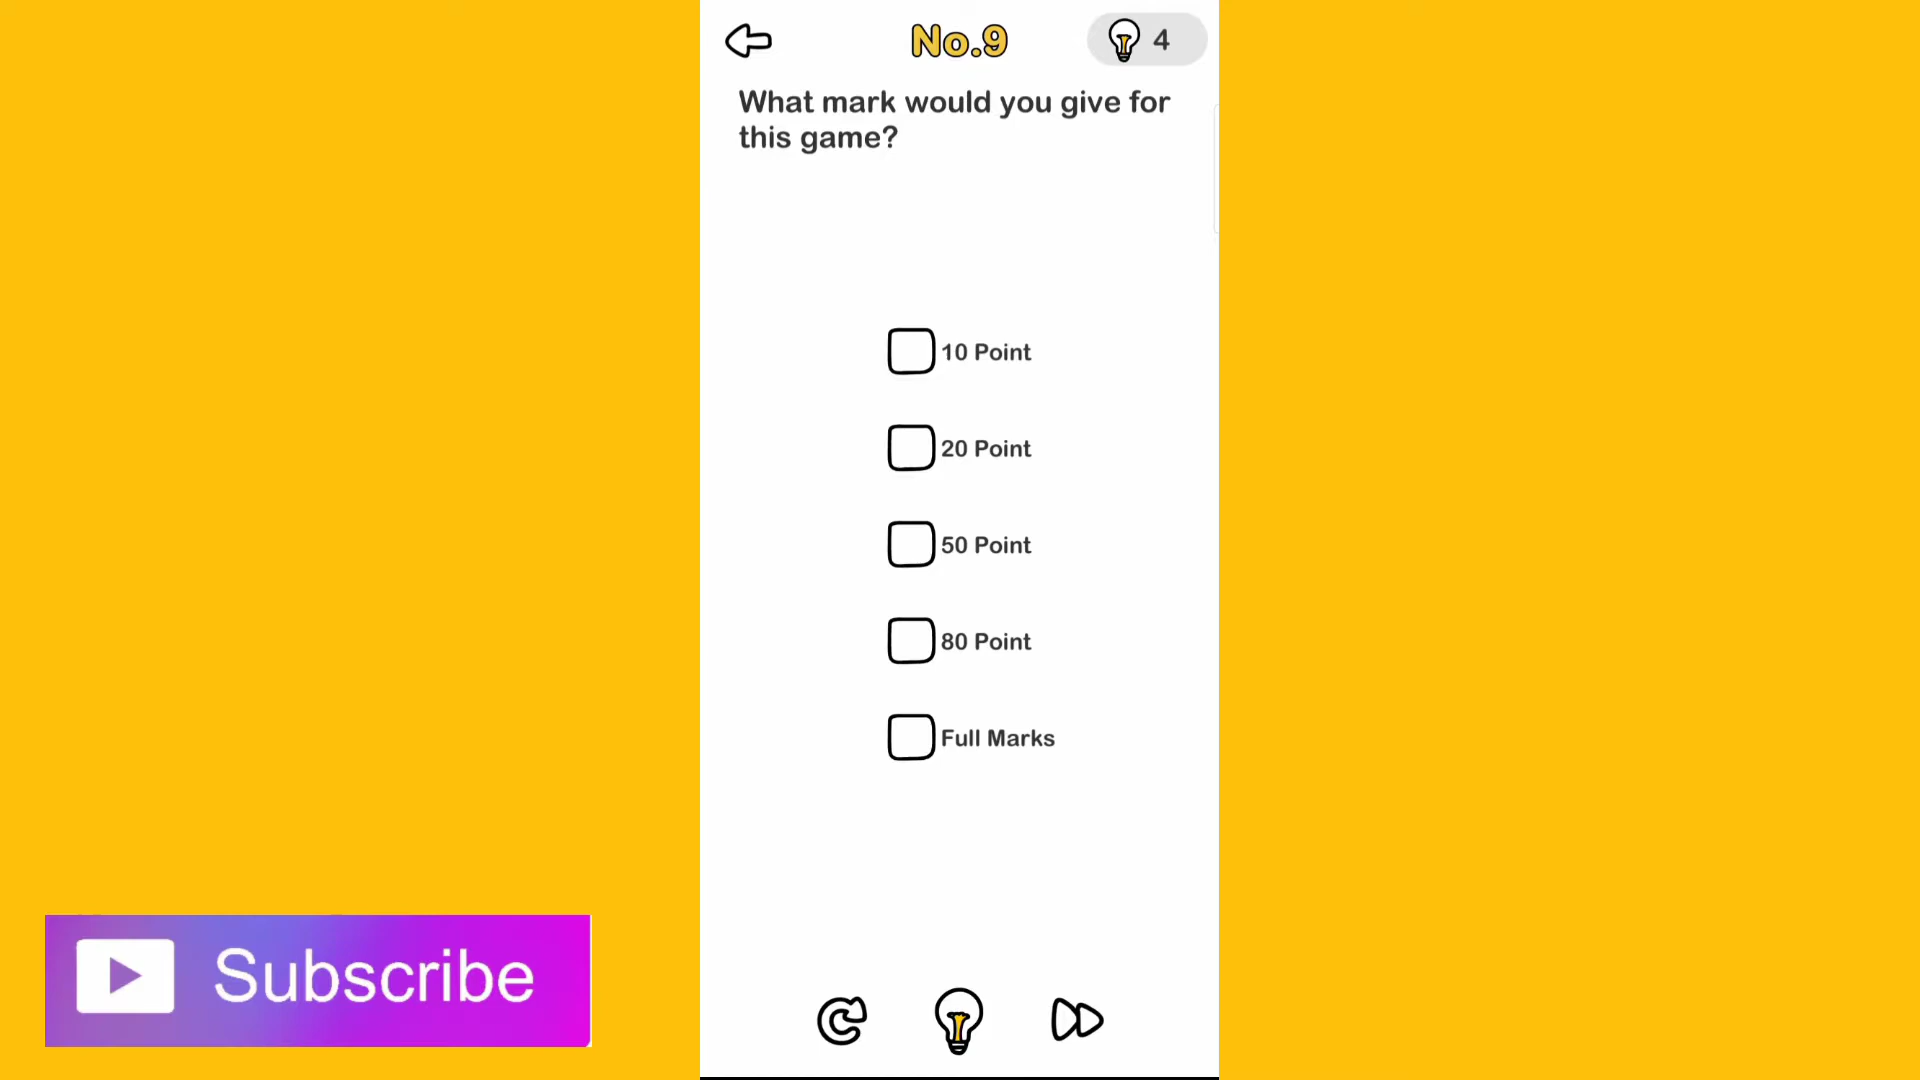 No.9
4
What mark would you give for
this game?
10 Point
20 Point
50 Point
80 Point
Full Marks
Subscribe